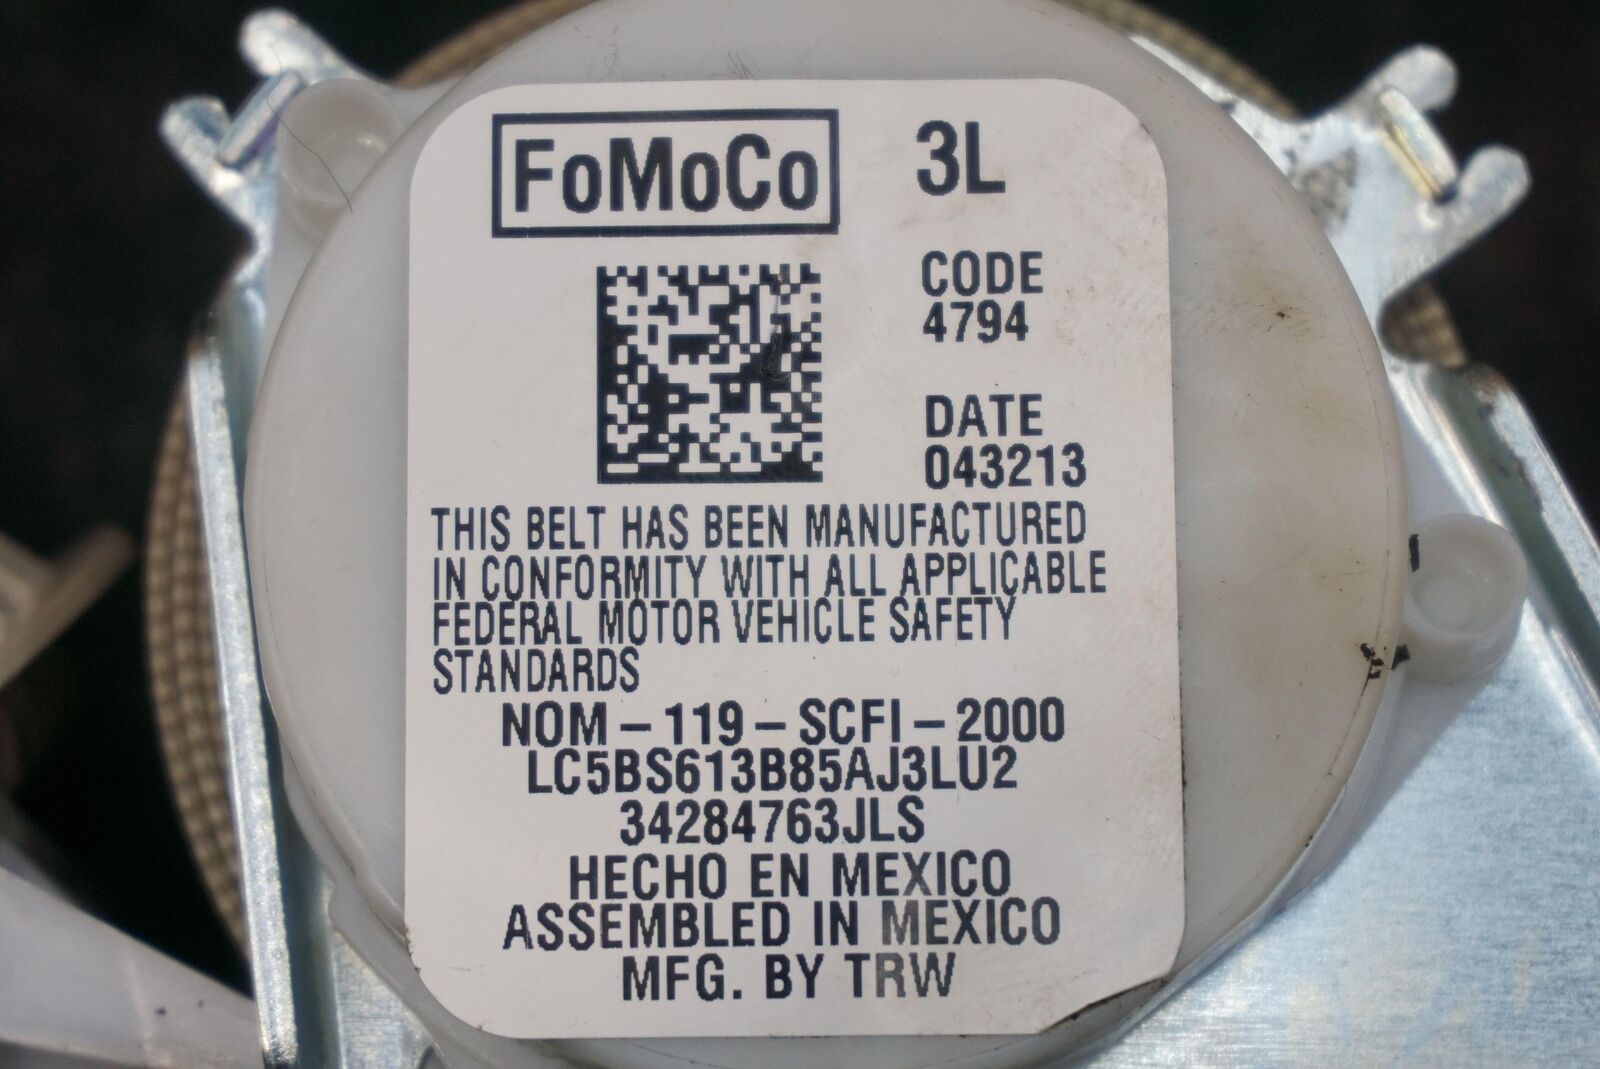 FoMoCo 3L
CODE
4794
DATE
043213
THIS BELT HAS BEEN MANUFACTURED
IN CONFORMITY WITH ALL APPLICABLE
FEDERAL MOTOR VEHICLE SAFETY
STANDARDS
NOM-119-SCFI-2000
LC5BS613B85AJ3LU2
34284763JLS
HECHO EN MEXICO
ASSEMBLED IN MEXICO
MFG. BY TRW